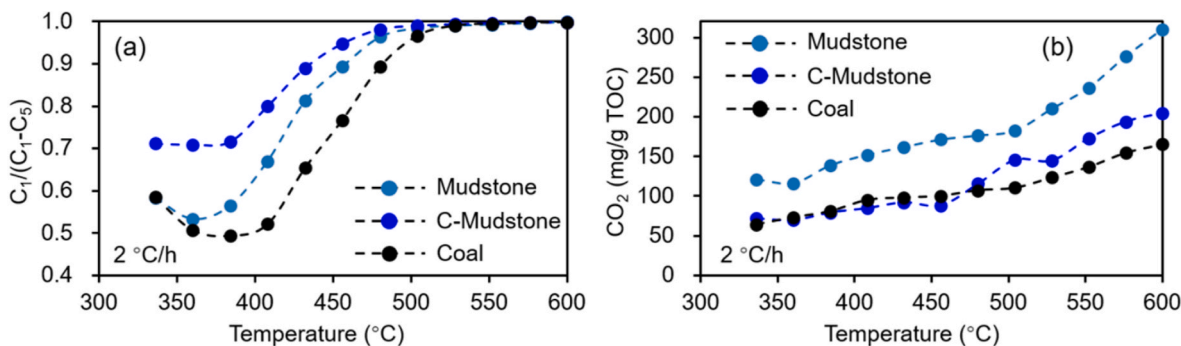 (a)
C₁/(C₁-C₅)
1.0
0.9
0.8
0.7
0.6
0.5
0.4
Mudstone
C-Mudstone
Coal
2 °C/h
300 350 400 450 500 550 600
Temperature (°C)
(b)
CO₂ (mg/g TOC)
300
250
200
150
100
50
0
Mudstone
C-Mudstone
Coal
2 °C/h
300 350 400 450 500 550 600
Temperature (°C)